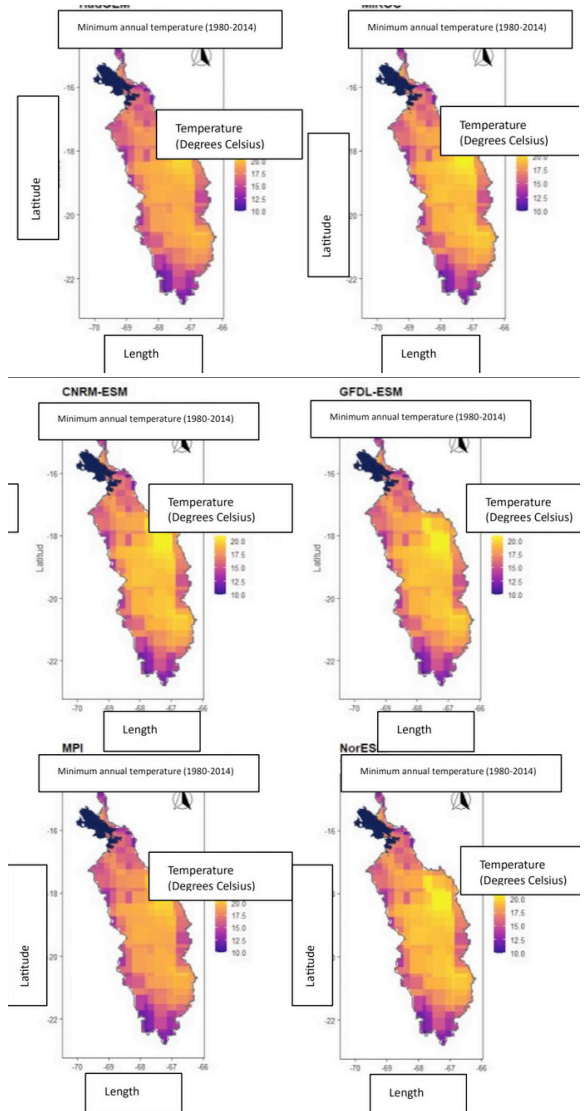 HadGEM
MIROC
Minimum annual temperature (1980-2014)
Minimum annual temperature (1980-2014)
-16
-18
-20
-22
-70
-69
-68
-67
-66
Latitude
Temperature
(Degrees Celsius)
20.0
17.5
15.0
12.5
10.0
Length
-16
-18
-20
-22
-70
-69
-68
-67
-66
Latitude
Temperature
(Degrees Celsius)
20.0
17.5
15.0
12.5
10.0
Length
CNRM-ESM
GFDL-ESM
Minimum annual temperature (1980-2014)
Minimum annual temperature (1980-2014)
-16
-18
-20
-22
-70
-69
-68
-67
-66
Latitud
Temperature
(Degrees Celsius)
20.0
17.5
15.0
12.5
10.0
Length
-16
-18
-20
-22
-70
-69
-68
-67
-66
Latitud
Temperature
(Degrees Celsius)
20.0
17.5
15.0
12.5
10.0
Length
MPI
NorES
Minimum annual temperature (1980-2014)
Minimum annual temperature (1980-2014)
-16
-18
-20
-22
-70
-69
-68
-67
-66
Latitude
Temperature
(Degrees Celsius)
20.0
17.5
15.0
12.5
10.0
Length
-16
-20
-22
-70
-69
-68
-67
-66
Latitude
Temperature
(Degrees Celsius)
20.0
17.5
15.0
12.5
10.0
Length